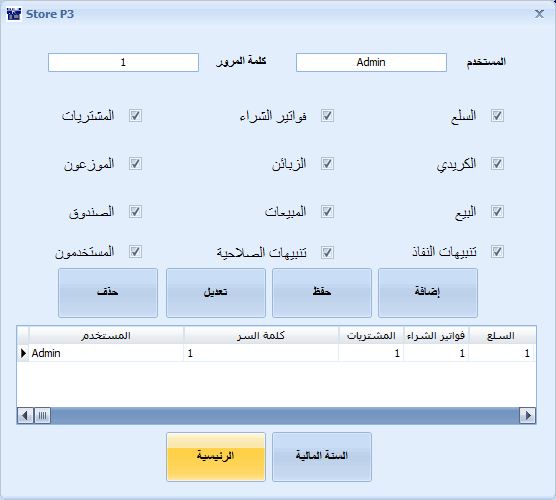 Store P3
المستخدم Admin كلمة المرور 1
السلع فواتير الشراء المشتريات
الكريدي الزبائن الموزعون
البيع المبيعات الصندوق
تنبيهات النفاذ تنبيهات الصلاحية المستخدمون
إضافة حفظ تعديل حذف
السلع فواتير الشراء المشتريات كلمة السر المستخدم
1 1 1 1 Admin
السنة المالية الرئيسية